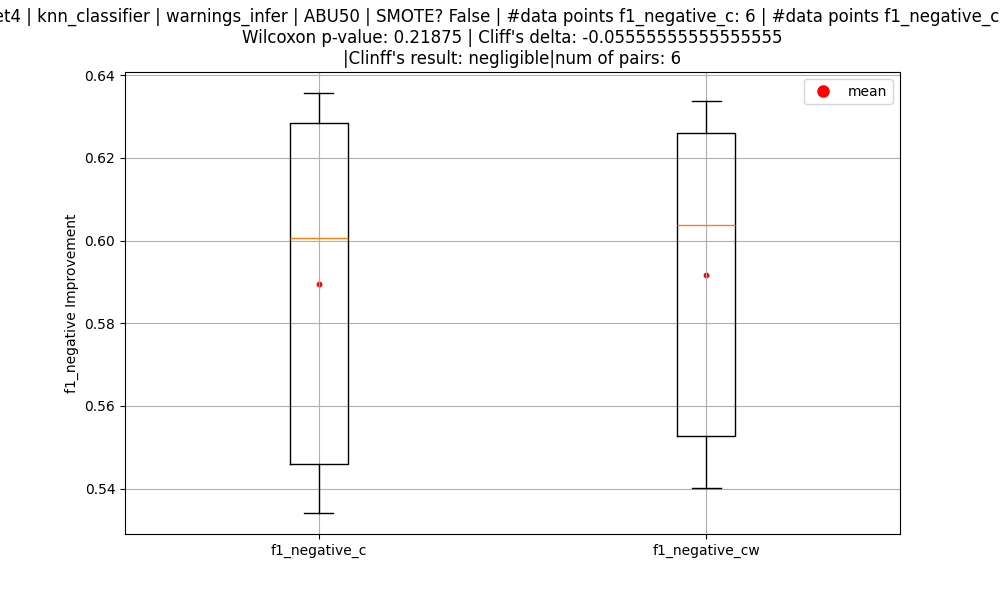 et4 | knn_classifier | warnings_infer | ABU50 | SMOTE? False | #data points f1_negative_c: 6 | #data points f1_negative_c
Wilcoxon p-value: 0.21875 | Cliff's delta: -0.05555555555555555
|Clinff's result: negligible|num of pairs: 6
mean
0.64
0.62
0.60
0.58
0.56
0.54
f1_negative Improvement
f1_negative_c
f1_negative_cw